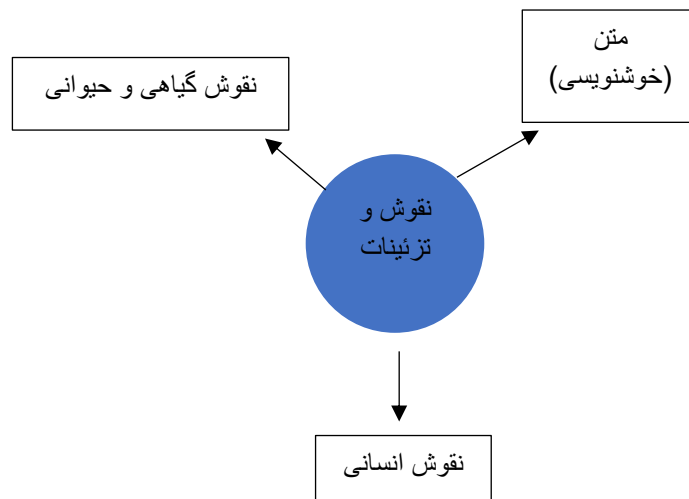 متن
(خوشنویسی)
نقوش گیاهی و حیوانی
نقوش و
تزئینات
نقوش انسانی